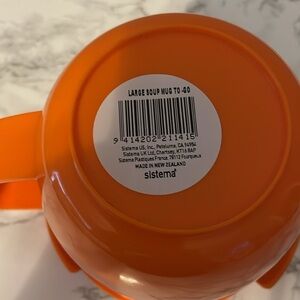 LARGE SOUP MUG TO-GO
9 414202 211415
Sistema US, Inc., Petaluma, CA 94954
Sistema UK Ltd, Chertsey, KT16 8AP
Sistema Plastiques France, 78112 Fourqueux
MADE IN NEW ZEALAND
sistema